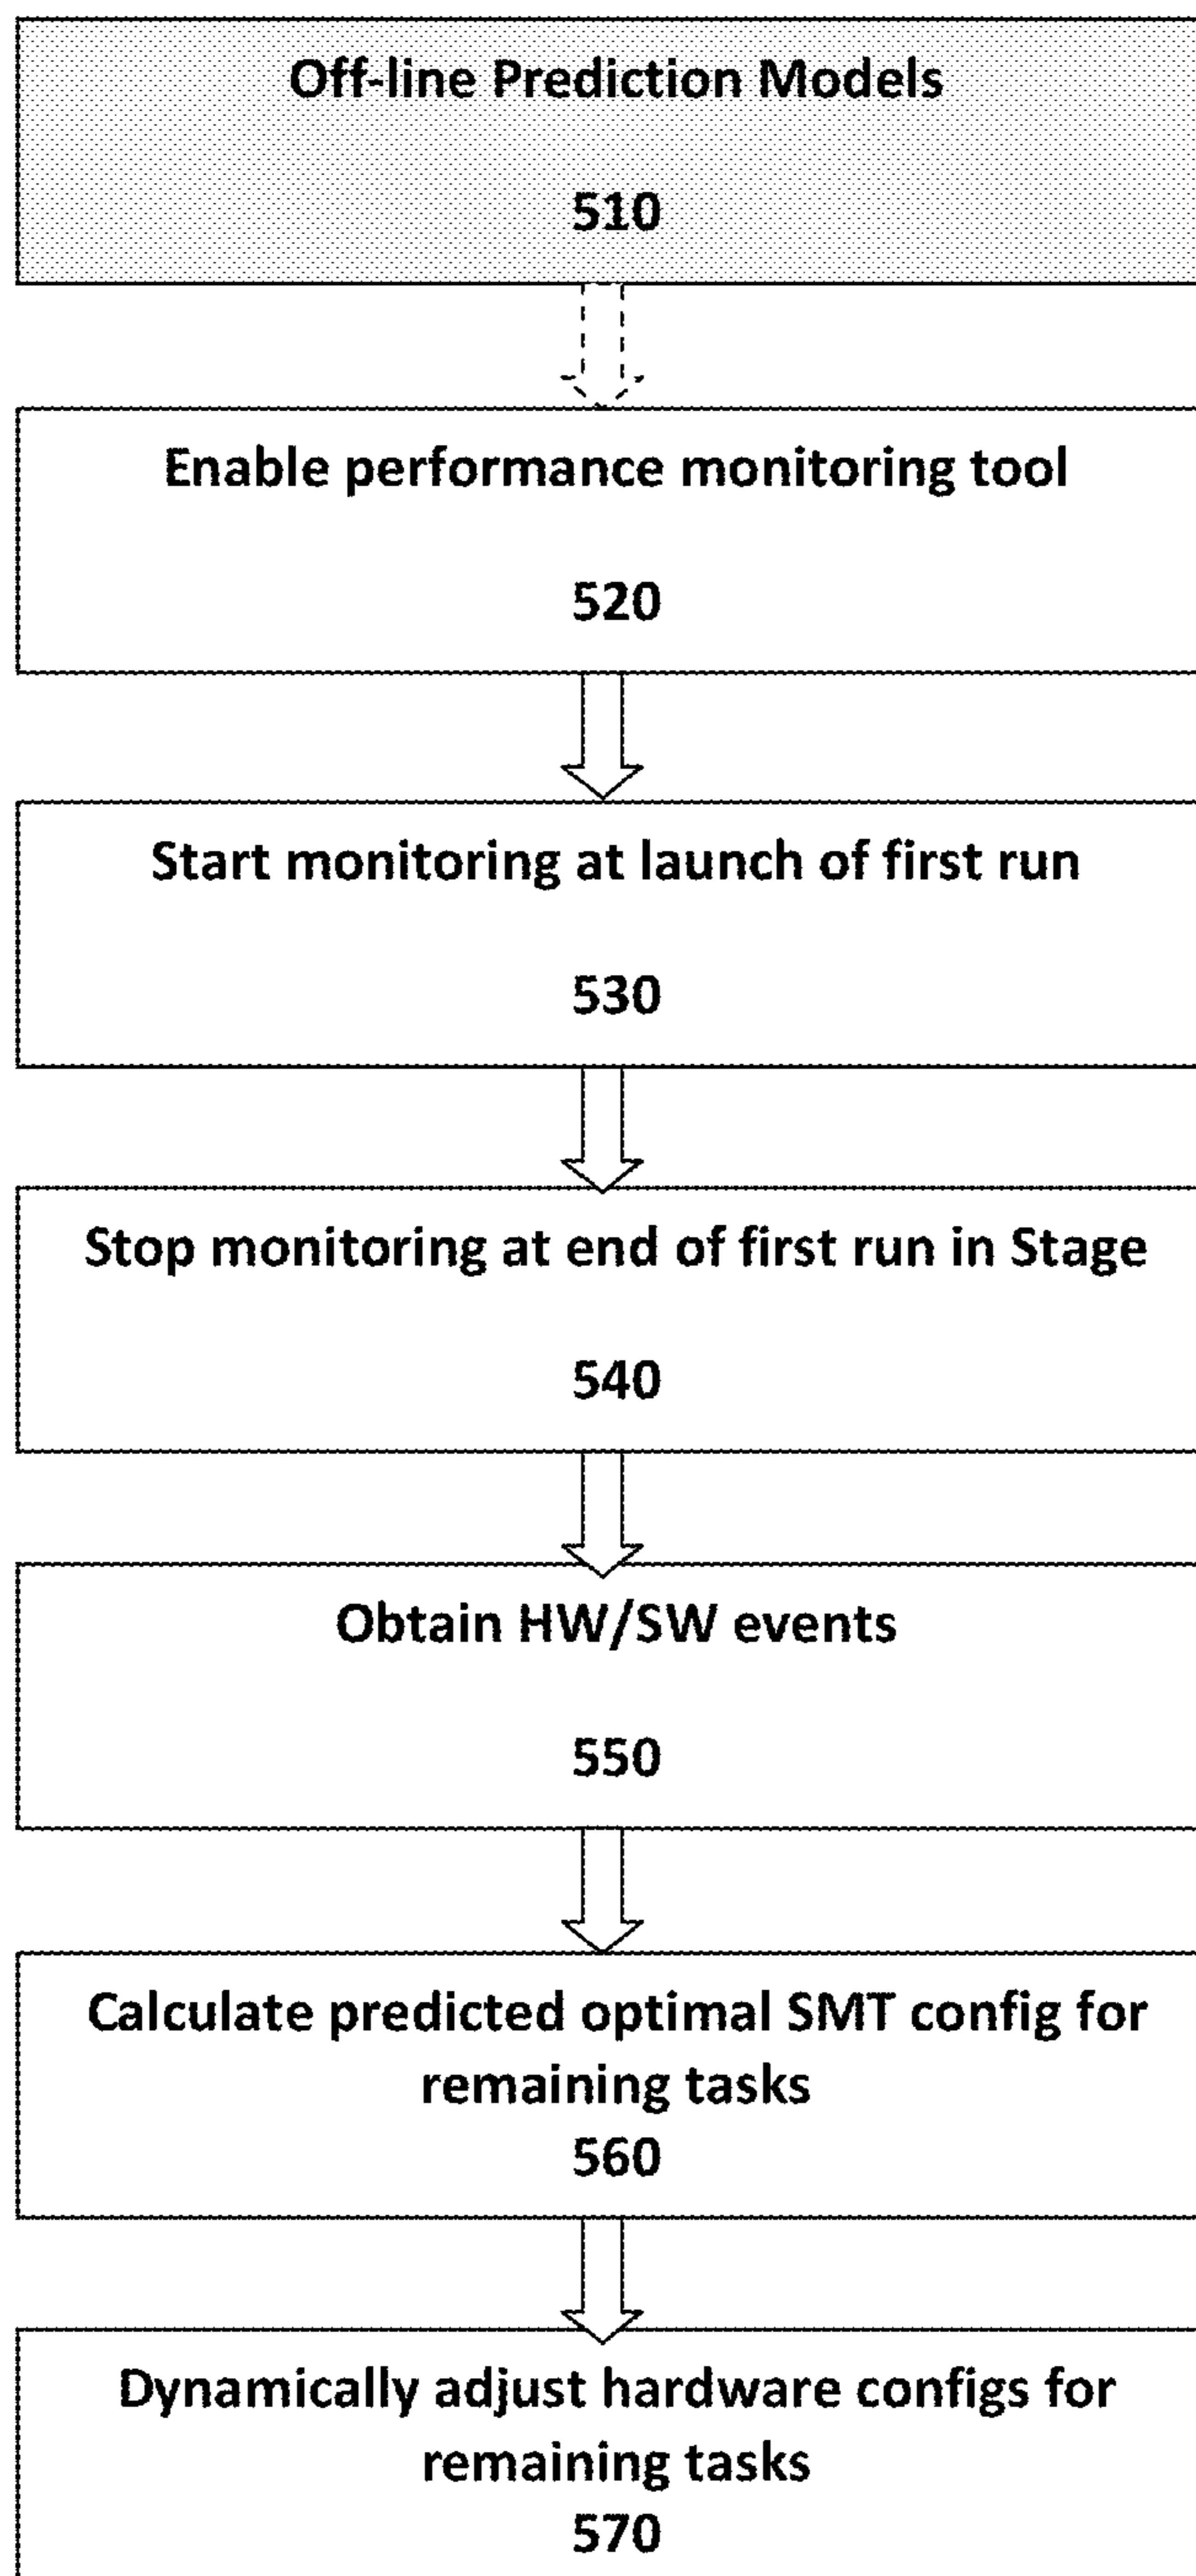 Off-line Prediction Models
510
Enable performance monitoring tool
520
Start monitoring at launch of first run
530
Stop monitoring at end of first run in Stage
540
Obtain HW/SW events
550
Calculate predicted optimal SMT config for
remaining tasks
560
Dynamically adjust hardware configs for
remaining tasks
570